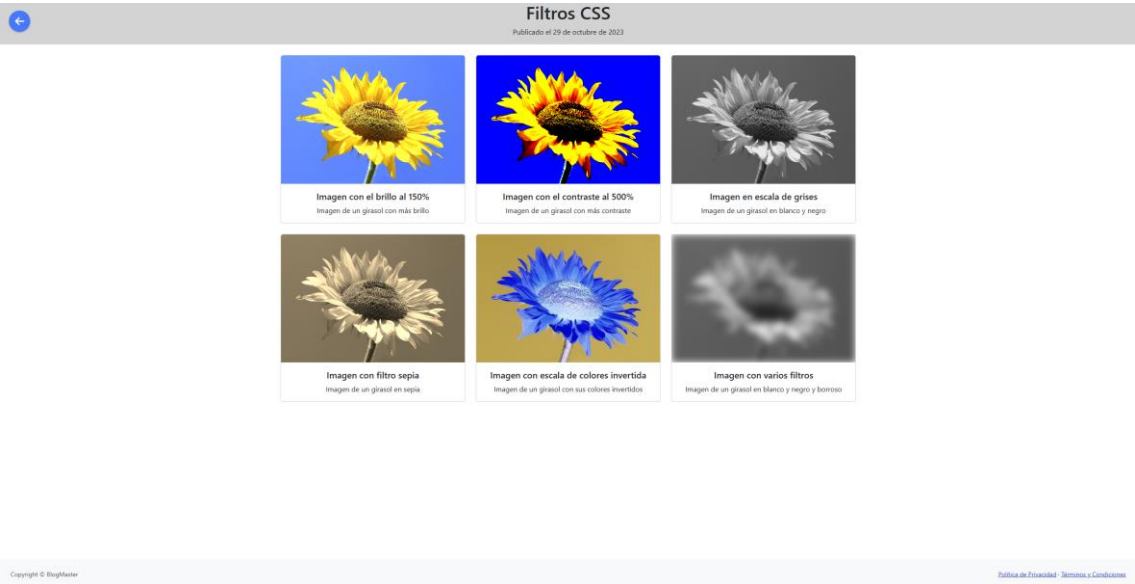 Filtros CSS
Publicado el 29 de octubre de 2023
Imagen con el brillo al 150%
Imagen de un girasol con más brillo
Imagen con el contraste al 500%
Imagen de un girasol con más contraste
Imagen en escala de grises
Imagen de un girasol en blanco y negro
Imagen con filtro sepia
Imagen de un girasol en sepia
Imagen con escala de colores invertida
Imagen de un girasol con sus colores invertidos
Imagen con varios filtros
Imagen de un girasol en blanco y negro y borroso
Copyright © BlogMaster
Política de Privacidad · Términos y Condiciones